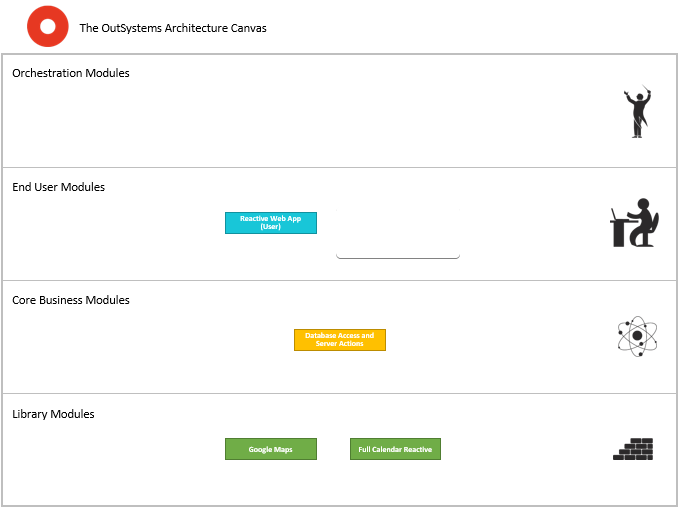 The OutSystems Architecture Canvas
Orchestration Modules
End User Modules
Reactive Web App
(User)
Core Business Modules
Database Access and
Server Actions
Library Modules
Google Maps
Full Calendar Reactive